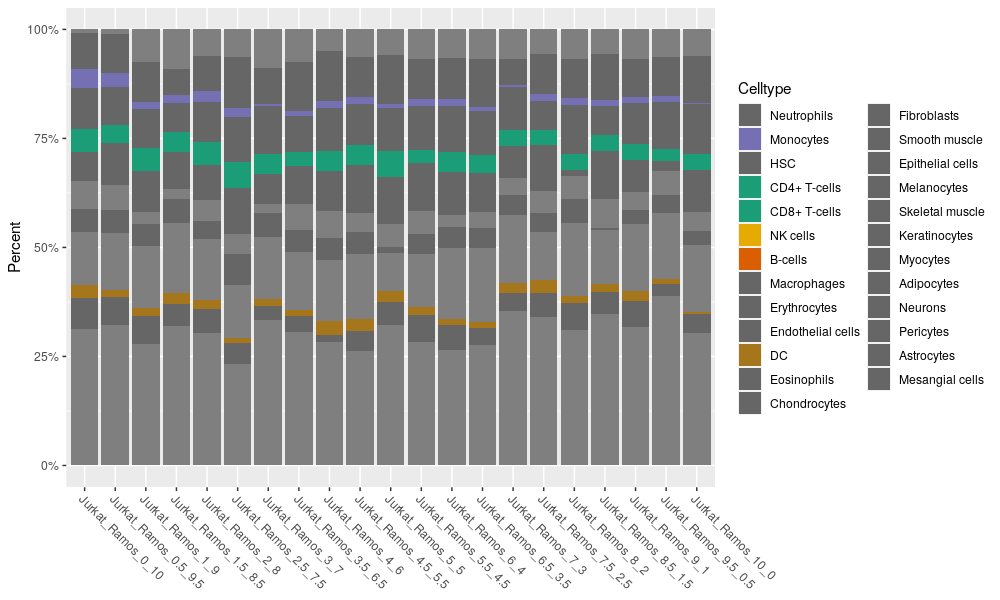 100%
75%
50%
25%
0%
Percent
Jurkat_Ramos_0_10
Jurkat_Ramos_0.5_9.5
Jurkat_Ramos_1_9
Jurkat_Ramos_1.5_8.5
Jurkat_Ramos_2_8
Jurkat_Ramos_2.5_7.5
Jurkat_Ramos_3_7
Jurkat_Ramos_3.5_6.5
Jurkat_Ramos_4_6
Jurkat_Ramos_4.5_5.5
Jurkat_Ramos_5_5
Jurkat_Ramos_5.5_4.5
Jurkat_Ramos_6_4
Jurkat_Ramos_6.5_3.5
Jurkat_Ramos_7_3
Jurkat_Ramos_7.5_2.5
Jurkat_Ramos_8_2
Jurkat_Ramos_8.5_1.5
Jurkat_Ramos_9_1
Jurkat_Ramos_9.5_0.5
Jurkat_Ramos_10_0
Celltype
Neutrophils
Monocytes
HSC
CD4+ T-cells
CD8+ T-cells
NK cells
B-cells
Macrophages
Erythrocytes
Endothelial cells
DC
Eosinophils
Chondrocytes
Fibroblasts
Smooth muscle
Epithelial cells
Melanocytes
Skeletal muscle
Keratinocytes
Myocytes
Adipocytes
Neurons
Pericytes
Astrocytes
Mesangial cells